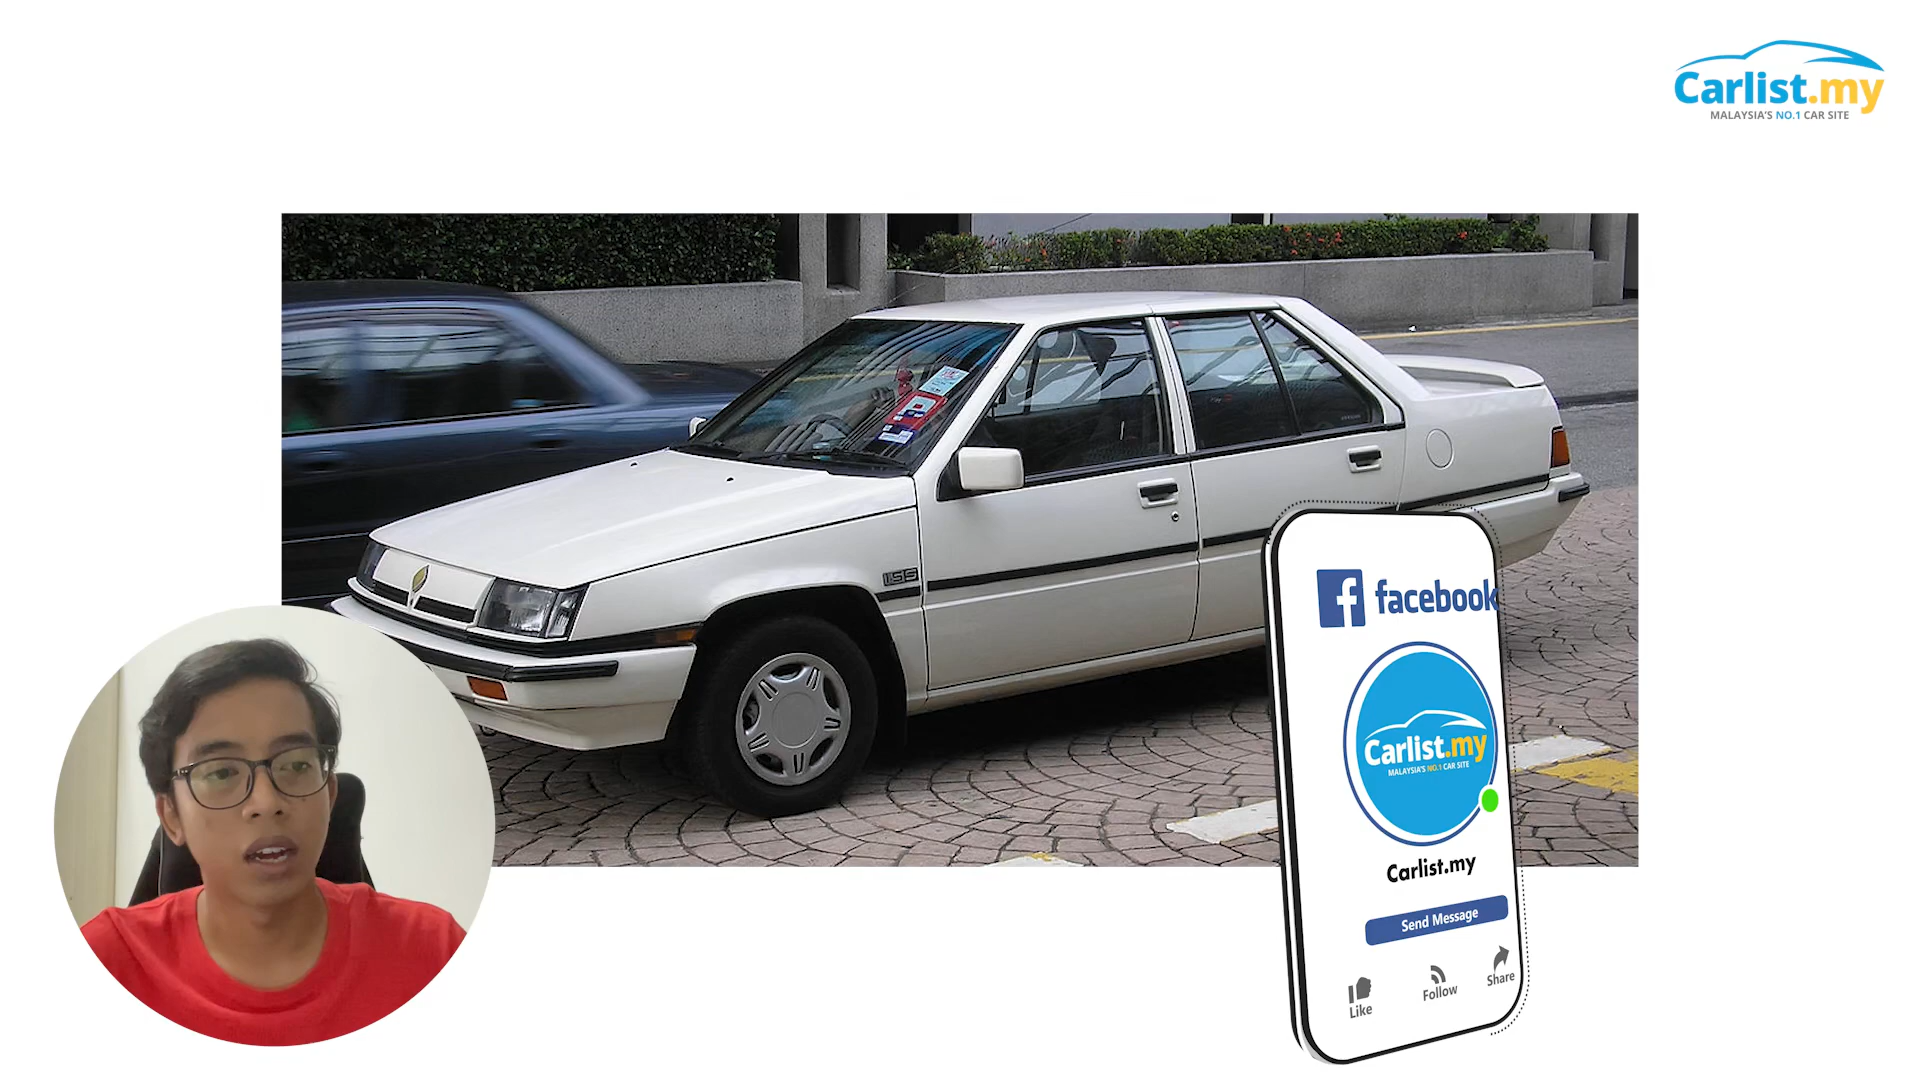 Carlist.my
MALAYSIA'S NO.1 CAR SITE
1.5S
facebook
Carlist.my
MALAYSIA'S NO.1 CAR SITE
Carlist.my
Send Message
Like
Follow
Share